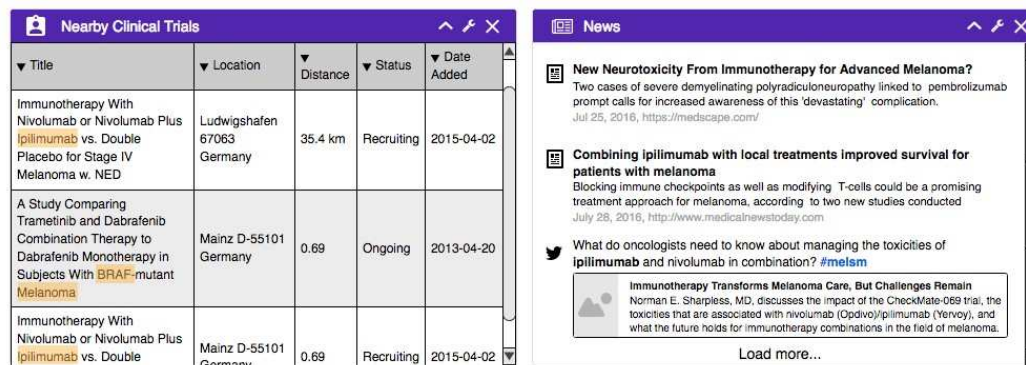 Nearby Clinical Trials
Title
Location
Distance
Status
Date
Added
Immunotherapy With
Nivolumab or Nivolumab Plus
Ipilimumab vs. Double
Placebo for Stage IV
Melanoma w. NED
Ludwigshafen
67063
Germany
35.4 km
Recruiting
2015-04-02
A Study Comparing
Trametinib and Dabrafenib
Combination Therapy to
Dabrafenib Monotherapy in
Subjects With BRAF-mutant
Melanoma
Mainz D-55101
Germany
0.69
Ongoing
2013-04-20
Immunotherapy With
Nivolumab or Nivolumab Plus
Ipilimumab vs. Double
Mainz D-55101
Germany
0.69
Recruiting
2015-04-02
News
New Neurotoxicity From Immunotherapy for Advanced Melanoma?
Two cases of severe demyelinating polyradiculoneuropathy linked to pembrolizumab
prompt calls for increased awareness of this 'devastating' complication.
Jul 25, 2016, https://medscape.com/
Combining ipilimumab with local treatments improved survival for
patients with melanoma
Blocking immune checkpoints as well as modifying T-cells could be a promising
treatment approach for melanoma, according to two new studies conducted
July 28, 2016, http://www.medicalnewstoday.com
What do oncologists need to know about managing the toxicities of
ipilimumab and nivolumab in combination? #melsm
Immunotherapy Transforms Melanoma Care, But Challenges Remain
Norman E. Sharpless, MD, discusses the impact of the CheckMate-069 trial, the
toxicities that are associated with nivolumab (Opdivo)/ipilimumab (Yervoy), and
what the future holds for immunotherapy combinations in the field of melanoma.
Load more...